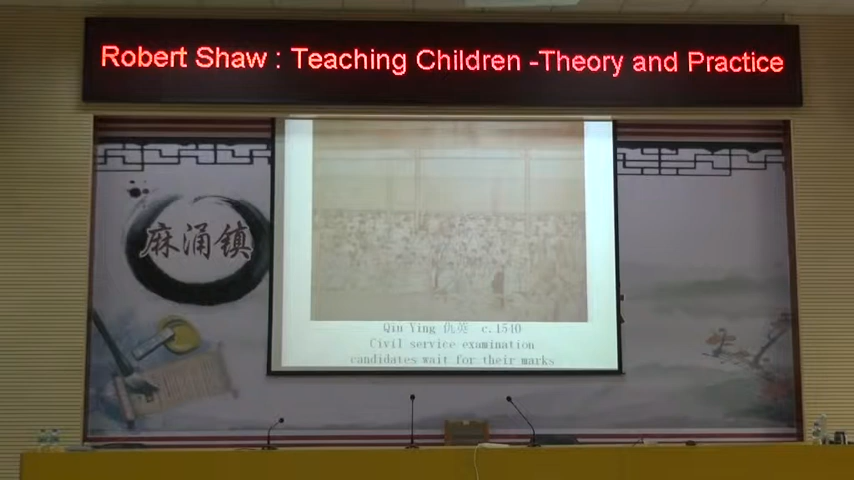 Robert Shaw : Teaching Children -Theory and Practice
麻涌镇
Qiu Ying 仇英 c.1540
Civil service examination
candidates wait for their marks